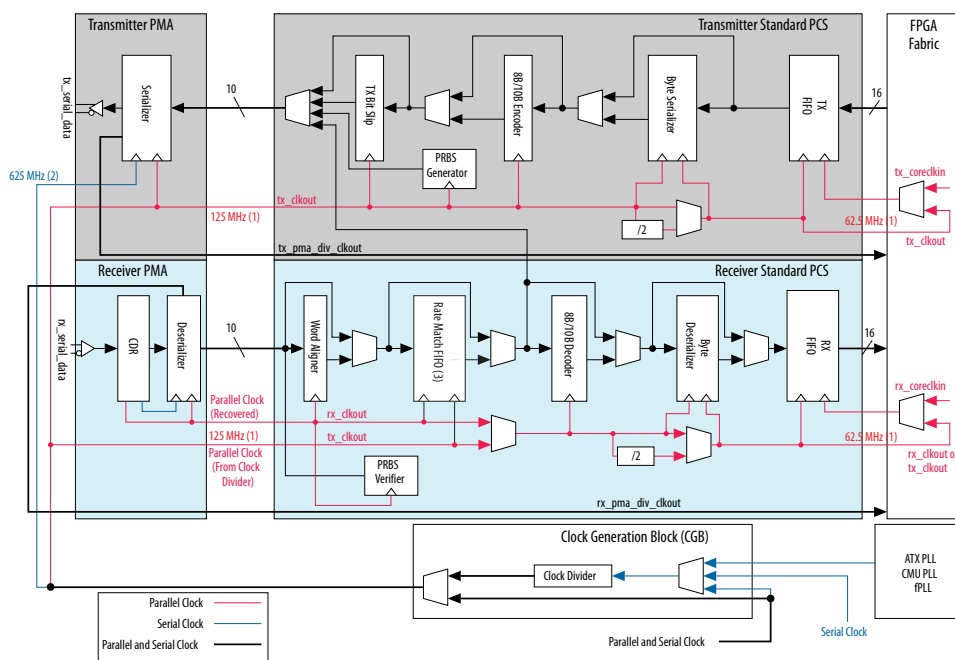 Transmitter PMA
Transmitter Standard PCS
FPGA
Fabric
tx_serial_data
Serializer
10
TX Bit Slip
8B/10B Encoder
Byte Serializer
TX
FIFO
16
PRBS
Generator
625 MHz (2)
tx_coreclkin
tx_clkout
125 MHz (1)
/2
62.5 MHz (1)
tx_clkout
tx_pma_div_clkout
Receiver PMA
Receiver Standard PCS
rx_serial_data
CDR
Deserializer
10
Word Aligner
Rate Match
FIFO (3)
8B/10B Decoder
Byte
Deserializer
RX
FIFO
16
Parallel Clock
(Recovered)
rx_clkout
rx_coreclkin
125 MHz (1)
tx_clkout
62.5 MHz (1)
Parallel Clock
(From Clock
Divider)
/2
rx_clkout o
tx_clkout
PRBS
Verifier
rx_pma_div_clkout
Clock Generation Block (CGB)
Clock Divider
ATX PLL
CMU PLL
fPLL
Parallel Clock
Serial Clock
Parallel and Serial Clock
Parallel and Serial Clock
Serial Clock